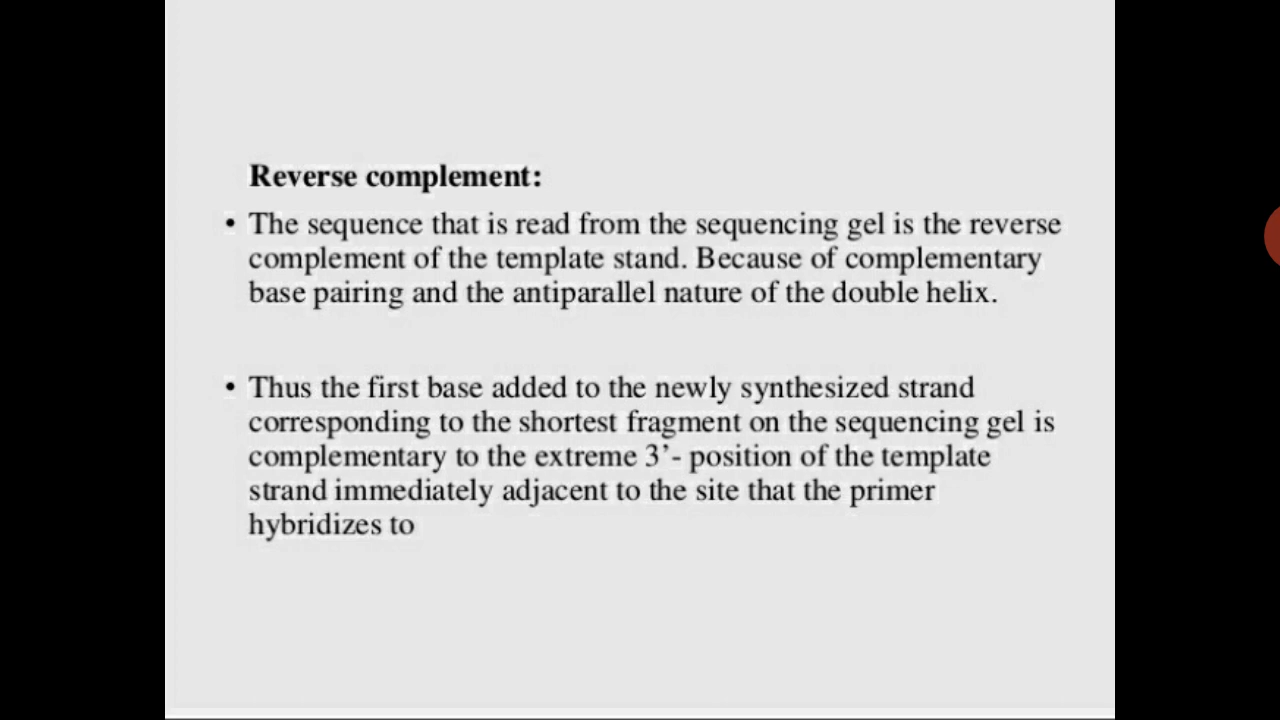 Reverse complement:
• The sequence that is read from the sequencing gel is the reverse
complement of the template stand. Because of complementary
base pairing and the antiparallel nature of the double helix.
• Thus the first base added to the newly synthesized strand
corresponding to the shortest fragment on the sequencing gel is
complementary to the extreme 3’- position of the template
strand immediately adjacent to the site that the primer
hybridizes to